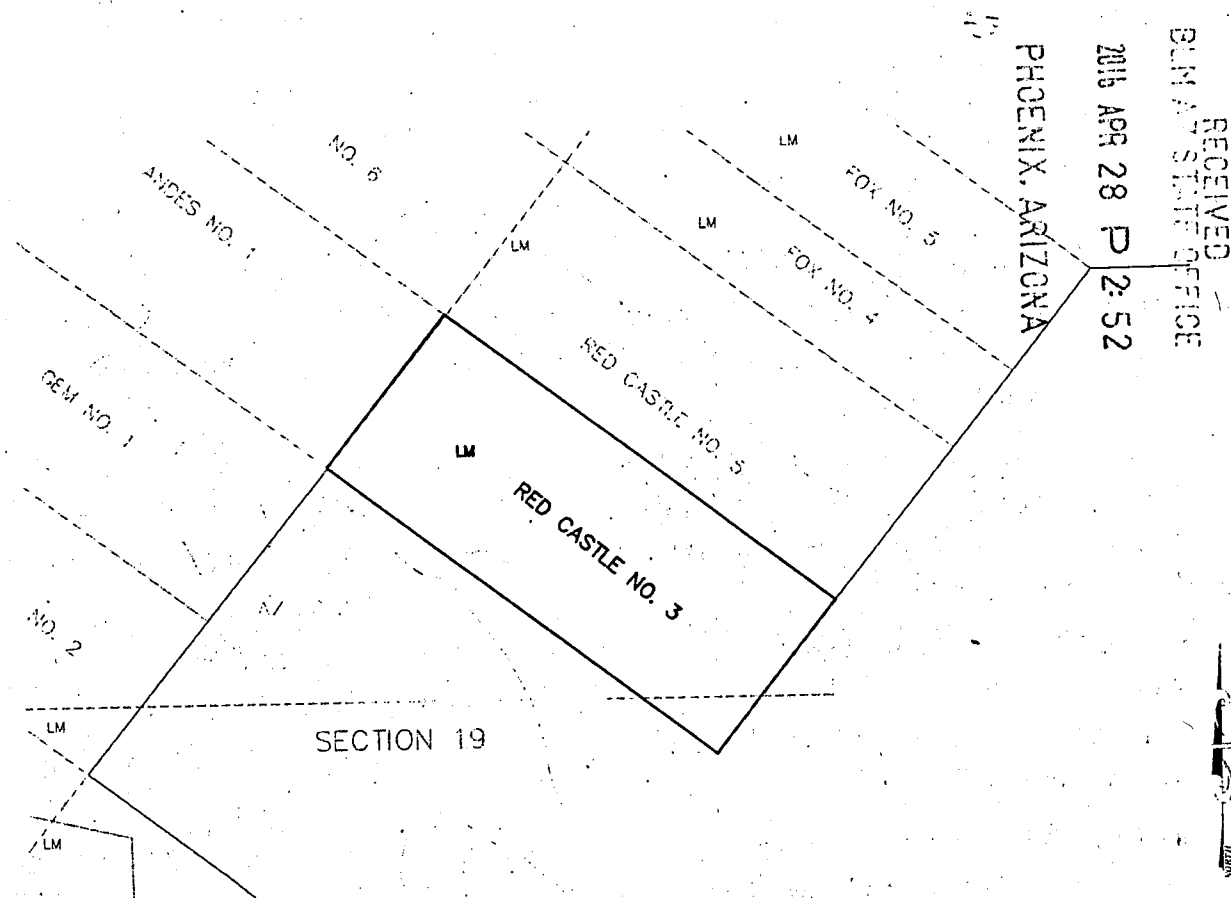 RECEIVED
BLM AZ STATE OFFICE
2016 APR 28 P 2:52
PHOENIX, ARIZONA
NO. 6
LM
FOX NO. 5
ANDES NO. 1
LM
FOX NO. 4
LM
RED CASTLE NO. 5
GEM NO. 1
LM
RED CASTLE NO. 3
NO. 2
LM
SECTION 19
LM
NORTH